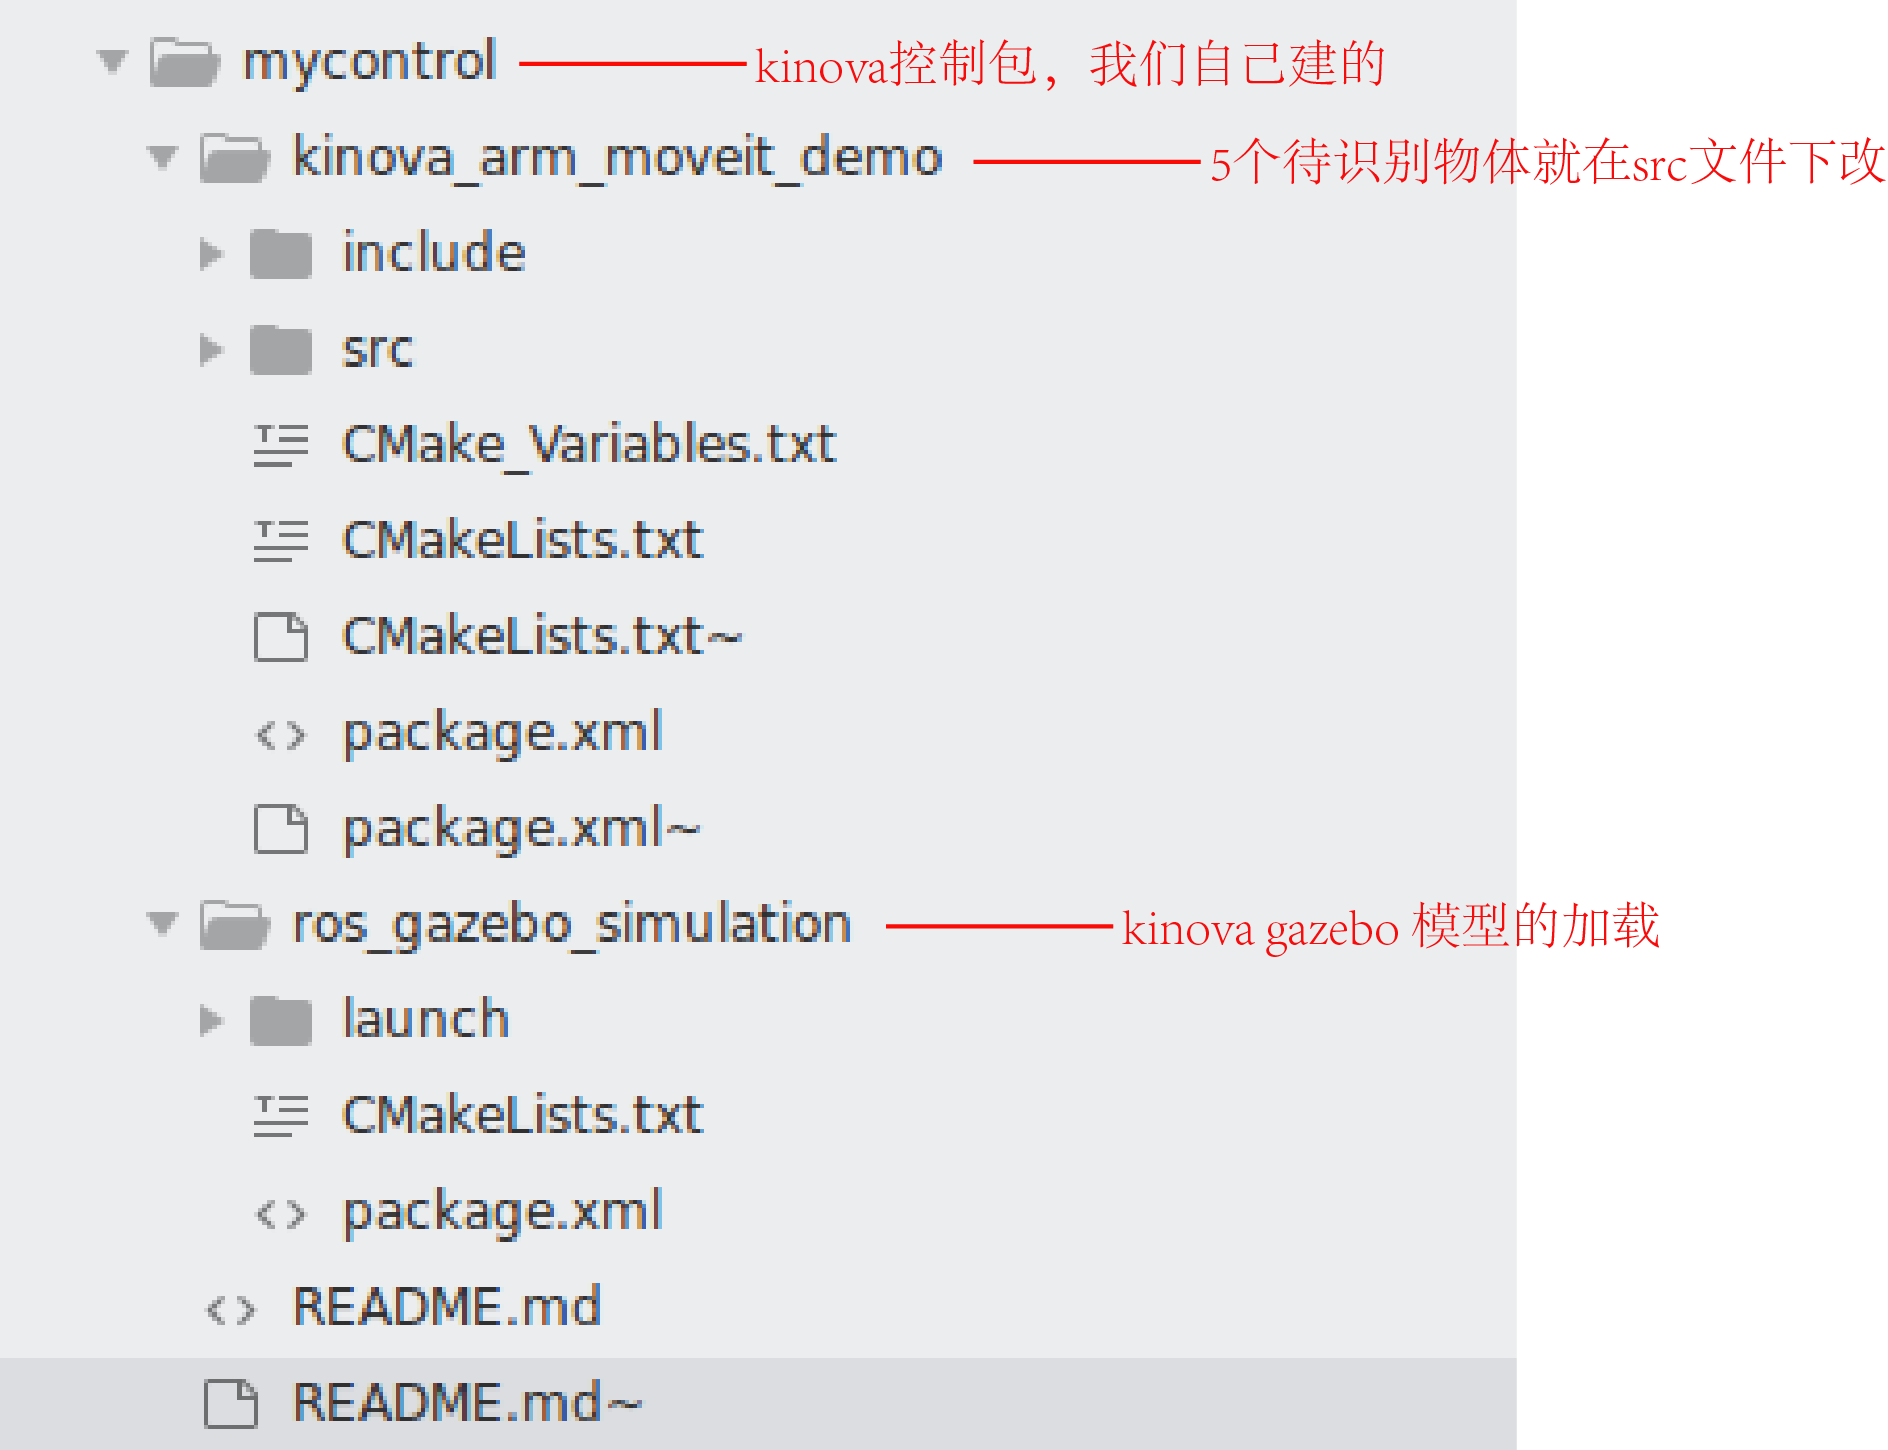 mycontrol kinova控制包，我们自己建的
kinova_arm_moveit_demo 5个待识别物体就在src文件下改
include
src
CMake_Variables.txt
CMakeLists.txt
CMakeLists.txt~
package.xml
package.xml~
ros_gazebo_simulation kinova gazebo 模型的加载
launch
CMakeLists.txt
package.xml
README.md
README.md~